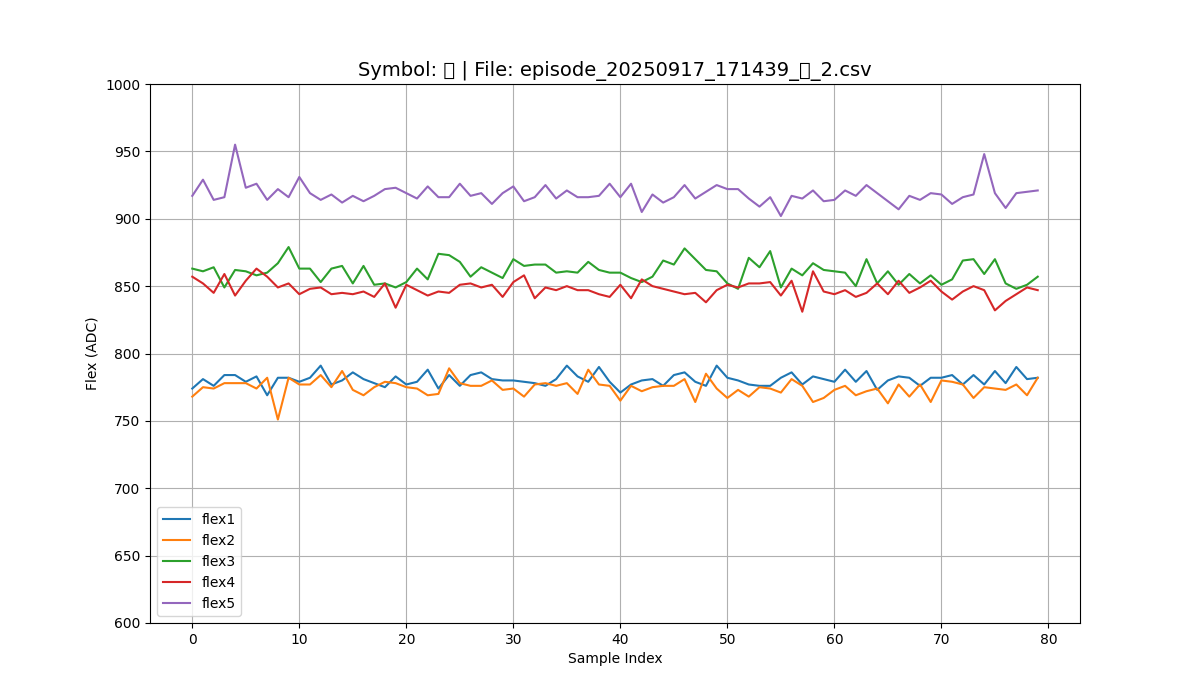 Symbol: ▯ | File: episode_20250917_171439_▯_2.csv
1000
950
900
850
800
750
700
650
600
Flex (ADC)
flex1
flex2
flex3
flex4
flex5
0 10 20 30 40 50 60 70 80
Sample Index